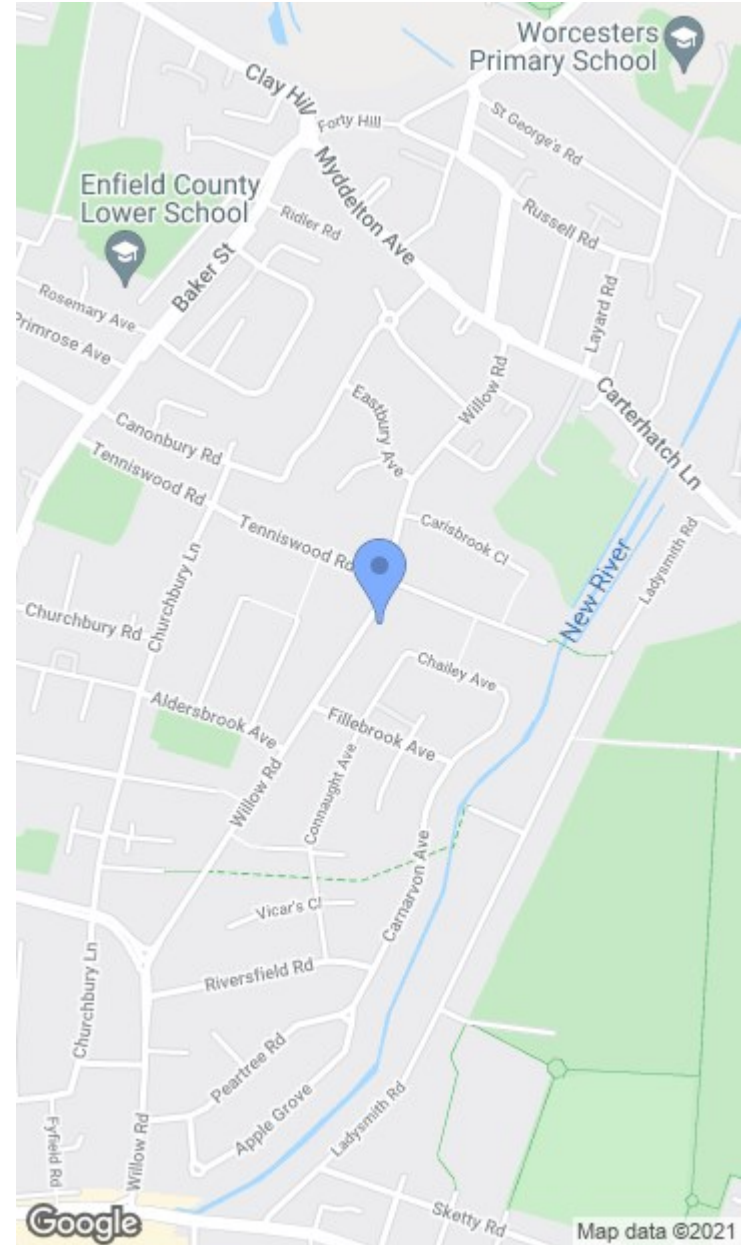 Worcesters
Primary School
Clay Hill
Forty Hill
St George's Rd
Myddelton Ave
Enfield County
Lower School
Ridler Rd
Russell Rd
Baker St
Layard Rd
Rosemary Ave
Primrose Ave
Willow Rd
Eastbury Ave
Carterhatch Ln
Canonbury Rd
Tenniswood Rd
Tenniswood Rd
Carisbrook Cl
New River
Ladysmith Rd
Churchbury Ln
Churchbury Rd
Chailey Ave
Aldersbrook Ave
Fillebrook Ave
Willow Rd
Connaught Ave
Carnarvon Ave
Vicar's Cl
Churchbury Ln
Riversfield Rd
Peartree Rd
Apple Grove
Ladysmith Rd
Fyfield Rd
Willow Rd
Sketty Rd
Google
Map data ©2021